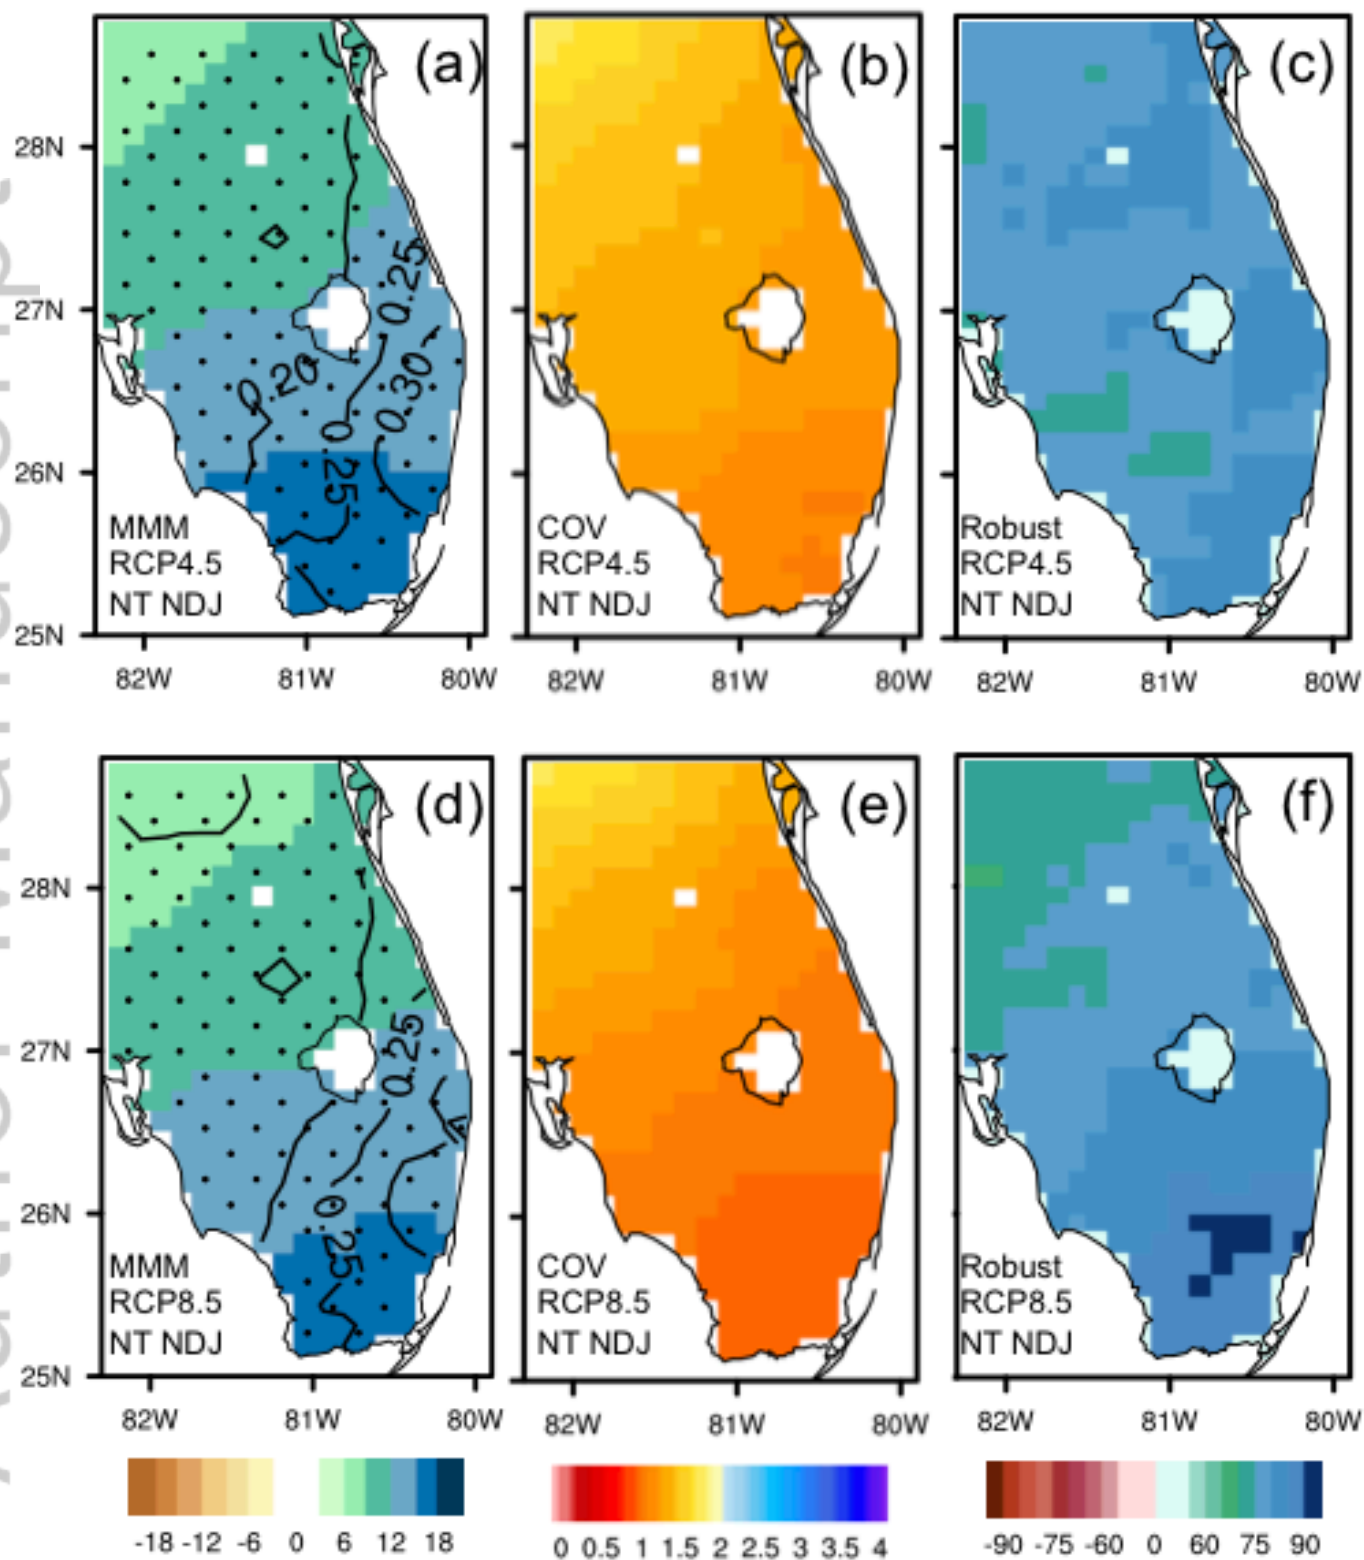 (a)
(b)
(c)
28N
27N
26N
25N
0.25
0.20
0.30
0.25
MMM
RCP4.5
NT NDJ
COV
RCP4.5
NT NDJ
Robust
RCP4.5
NT NDJ
82W 81W 80W
82W 81W 80W
82W 81W 80W
(d)
(e)
(f)
28N
27N
26N
25N
0.25
0.25
MMM
RCP8.5
NT NDJ
COV
RCP8.5
NT NDJ
Robust
RCP8.5
NT NDJ
82W 81W 80W
82W 81W 80W
82W 81W 80W
-18 -12 -6 0 6 12 18
0 0.5 1 1.5 2 2.5 3 3.5 4
-90 -75 -60 0 60 75 90